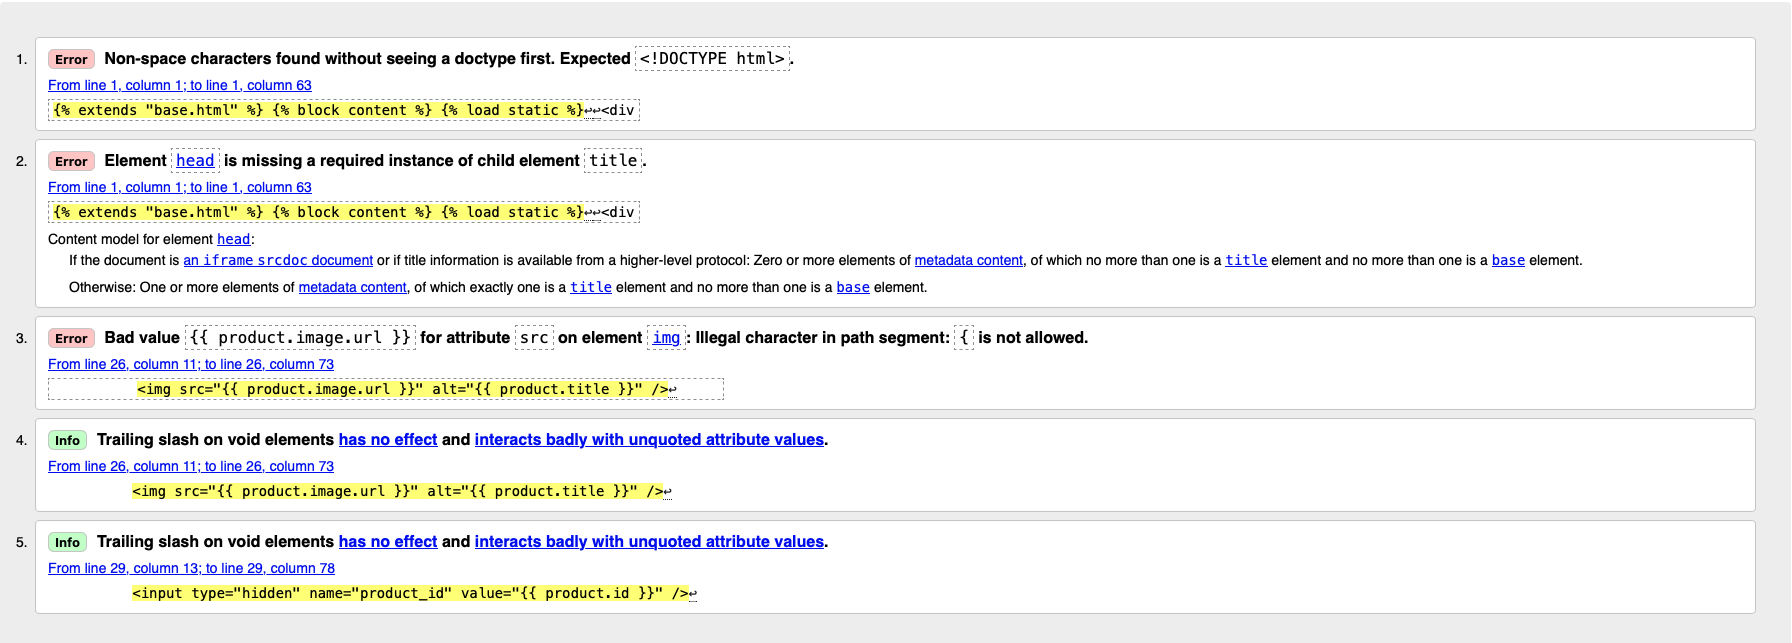 1. Error Non-space characters found without seeing a doctype first. Expected <!DOCTYPE html>.
From line 1, column 1; to line 1, column 63
{% extends "base.html" %} {% block content %} {% load static %}↩↩<div
2. Error Element head is missing a required instance of child element title.
From line 1, column 1; to line 1, column 63
{% extends "base.html" %} {% block content %} {% load static %}↩↩<div
Content model for element head:
If the document is an iframe srcdoc document or if title information is available from a higher-level protocol: Zero or more elements of metadata content, of which no more than one is a title element and no more than one is a base element.
Otherwise: One or more elements of metadata content, of which exactly one is a title element and no more than one is a base element.
3. Error Bad value {{ product.image.url }} for attribute src on element img: Illegal character in path segment: { is not allowed.
From line 26, column 11; to line 26, column 73
<img src="{{ product.image.url }}" alt="{{ product.title }}" />↩
4. Info Trailing slash on void elements has no effect and interacts badly with unquoted attribute values.
From line 26, column 11; to line 26, column 73
<img src="{{ product.image.url }}" alt="{{ product.title }}" />↩
5. Info Trailing slash on void elements has no effect and interacts badly with unquoted attribute values.
From line 29, column 13; to line 29, column 78
<input type="hidden" name="product_id" value="{{ product.id }}" />↩